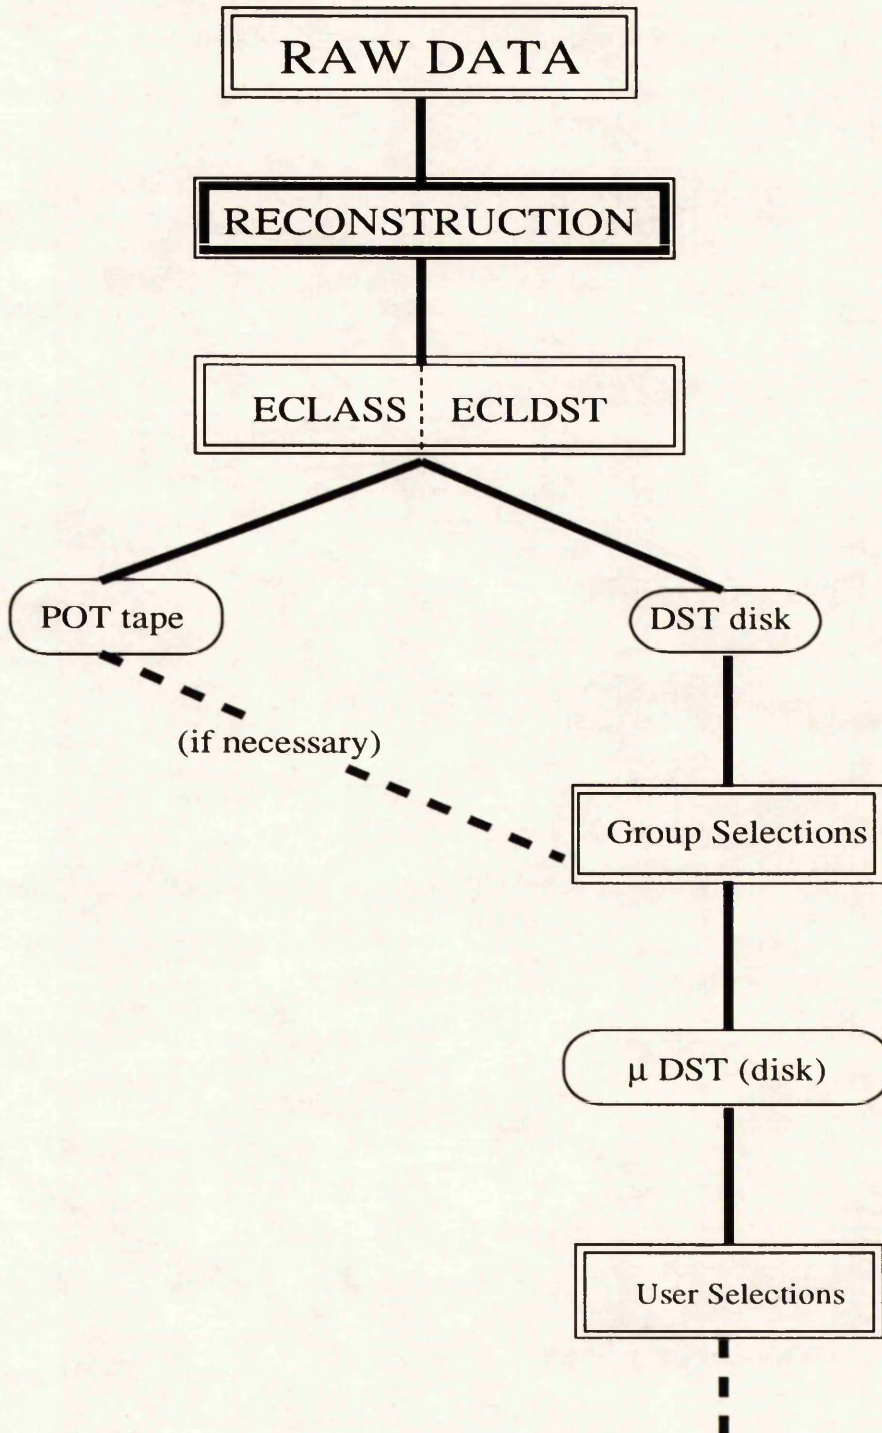 RAW DATA
RECONSTRUCTION
ECLASS ECLDST
POT tape
DST disk
(if necessary)
Group Selections
μ DST (disk)
User Selections